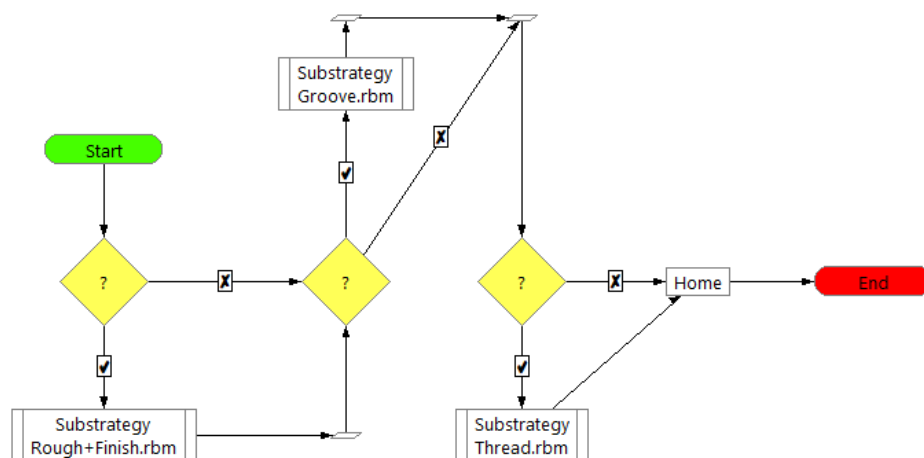 Substrategy
Groove.rbm
✗
Start
✓
?
✗
?
?
✗
Home
End
✓
✓
Substrategy
Rough+Finish.rbm
Substrategy
Thread.rbm